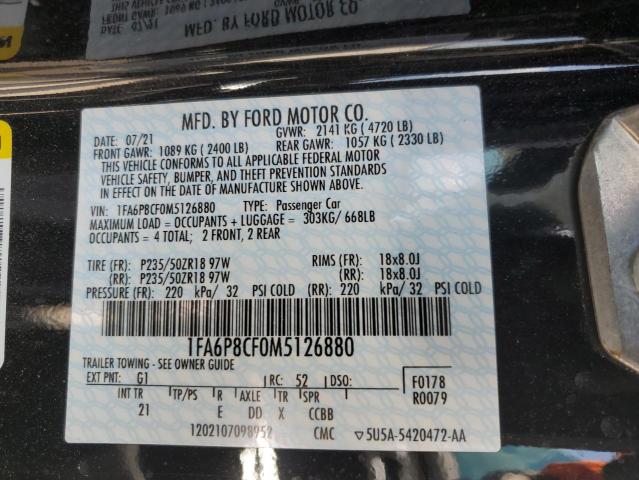 MFD. BY FORD MOTOR CO.
07/21
MFD. BY FORD MOTOR CO.
DATE: 07/21 GVWR: 2141 KG ( 4720 LB)
FRONT GAWR: 1089 KG ( 2400 LB) REAR GAWR: 1057 KG ( 2330 LB)
THIS VEHICLE CONFORMS TO ALL APPLICABLE FEDERAL MOTOR
VEHICLE SAFETY, BUMPER, AND THEFT PREVENTION STANDARDS
IN EFFECT ON THE DATE OF MANUFACTURE SHOWN ABOVE.
VIN: 1FA6P8CF0M5126880 TYPE: Passenger Car
MAXIMUM LOAD = OCCUPANTS + LUGGAGE = 303KG/ 668LB
OCCUPANTS = 4 TOTAL; 2 FRONT, 2 REAR
TIRE (FR): P235/50ZR18 97W RIMS (FR): 18x8.0J
(RR): P235/50ZR18 97W (RR): 18x8.0J
PRESSURE (FR): 220 kPa/ 32 PSI COLD (RR): 220 kPa/ 32 PSI COLD
1FA6P8CF0M5126880
TRAILER TOWING - SEE OWNER GUIDE
EXT PNT: G1 RC: 52 DSO: F0178
INT TR TP/PS R AXLE TR SPR R0079
21 E DD X CCBB
CMC ▽5U5A-5420472-AA